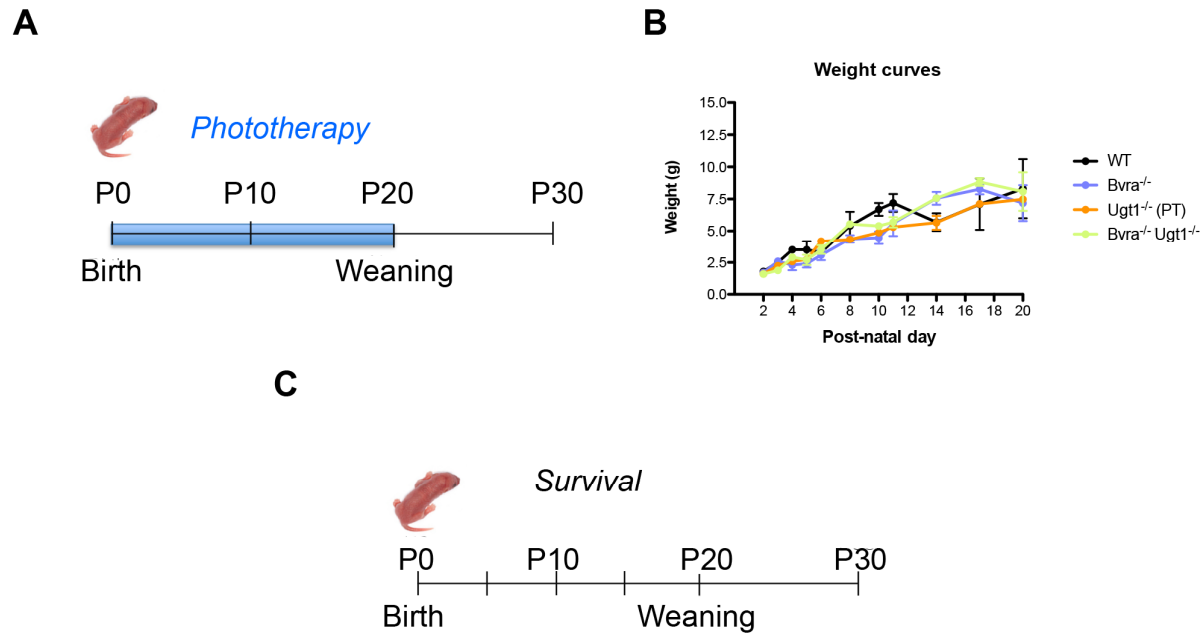 A
Phototherapy
P0 P10 P20 P30
Birth Weaning
B
Weight curves
15.0
12.5
10.0
7.5
5.0
2.5
0.0
Weight (g)
2 4 6 8 10 12 14 16 18 20
Post-natal day
WT
Bvra⁻/⁻
Ugt1⁻/⁻ (PT)
Bvra⁻/⁻ Ugt1⁻/⁻
C
Survival
P0 P10 P20 P30
Birth Weaning